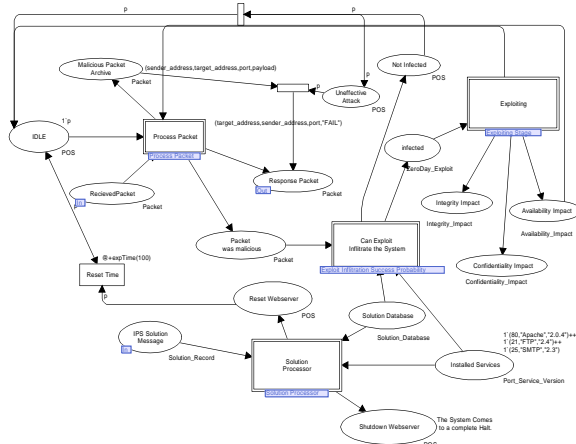 p
p
Malicious Packet
Archive
(sender_address,target_address,port,payload)
Packet
Not Infected
POS
p
p
Uneffective
Attack
POS
Exploiting
Exploiting Stage
1`p
IDLE
POS
Process Packet
Process Packet
(target_address,sender_address,port,"FAIL")
infected
ZeroDay_Exploit
Response Packet
Out
Packet
RecievedPacket
In
Packet
p
Integrity Impact
Integrity_Impact
Availability Impact
Availability_Impact
Packet
was malicious
Packet
Can Exploit
Infiltrate the System
Exploit Infiltration Success Probability
Confidentiality Impact
Confidentiality_Impact
@+expTime(100)
Reset Time
p
Reset Webserver
POS
Solution Database
Solution_Database
IPS Solution
Message
In
Solution_Record
Solution
Processor
Solution Processor
1`(80,"Apache","2.0.4")++
1`(21,"FTP","2.4")++
1`(25,"SMTP","2.3")
Installed Services
Port_Service_Version
Shutdown Webserver
The System Comes
to a complete Halt.
POS